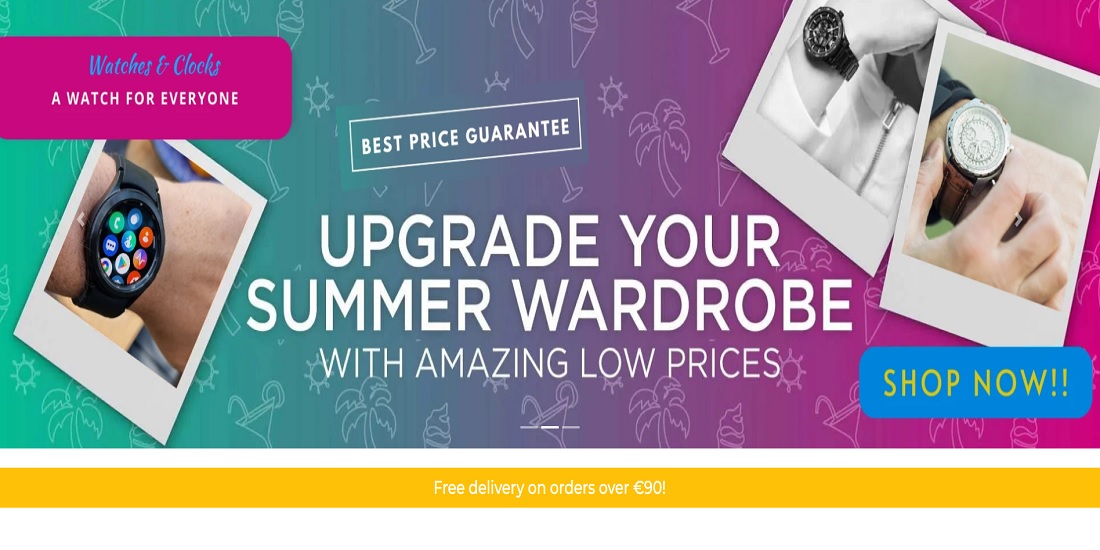 Watches & Clocks
A WATCH FOR EVERYONE
BEST PRICE GUARANTEE
UPGRADE YOUR
SUMMER WARDROBE
WITH AMAZING LOW PRICES
SHOP NOW!!
Free delivery on orders over €90!